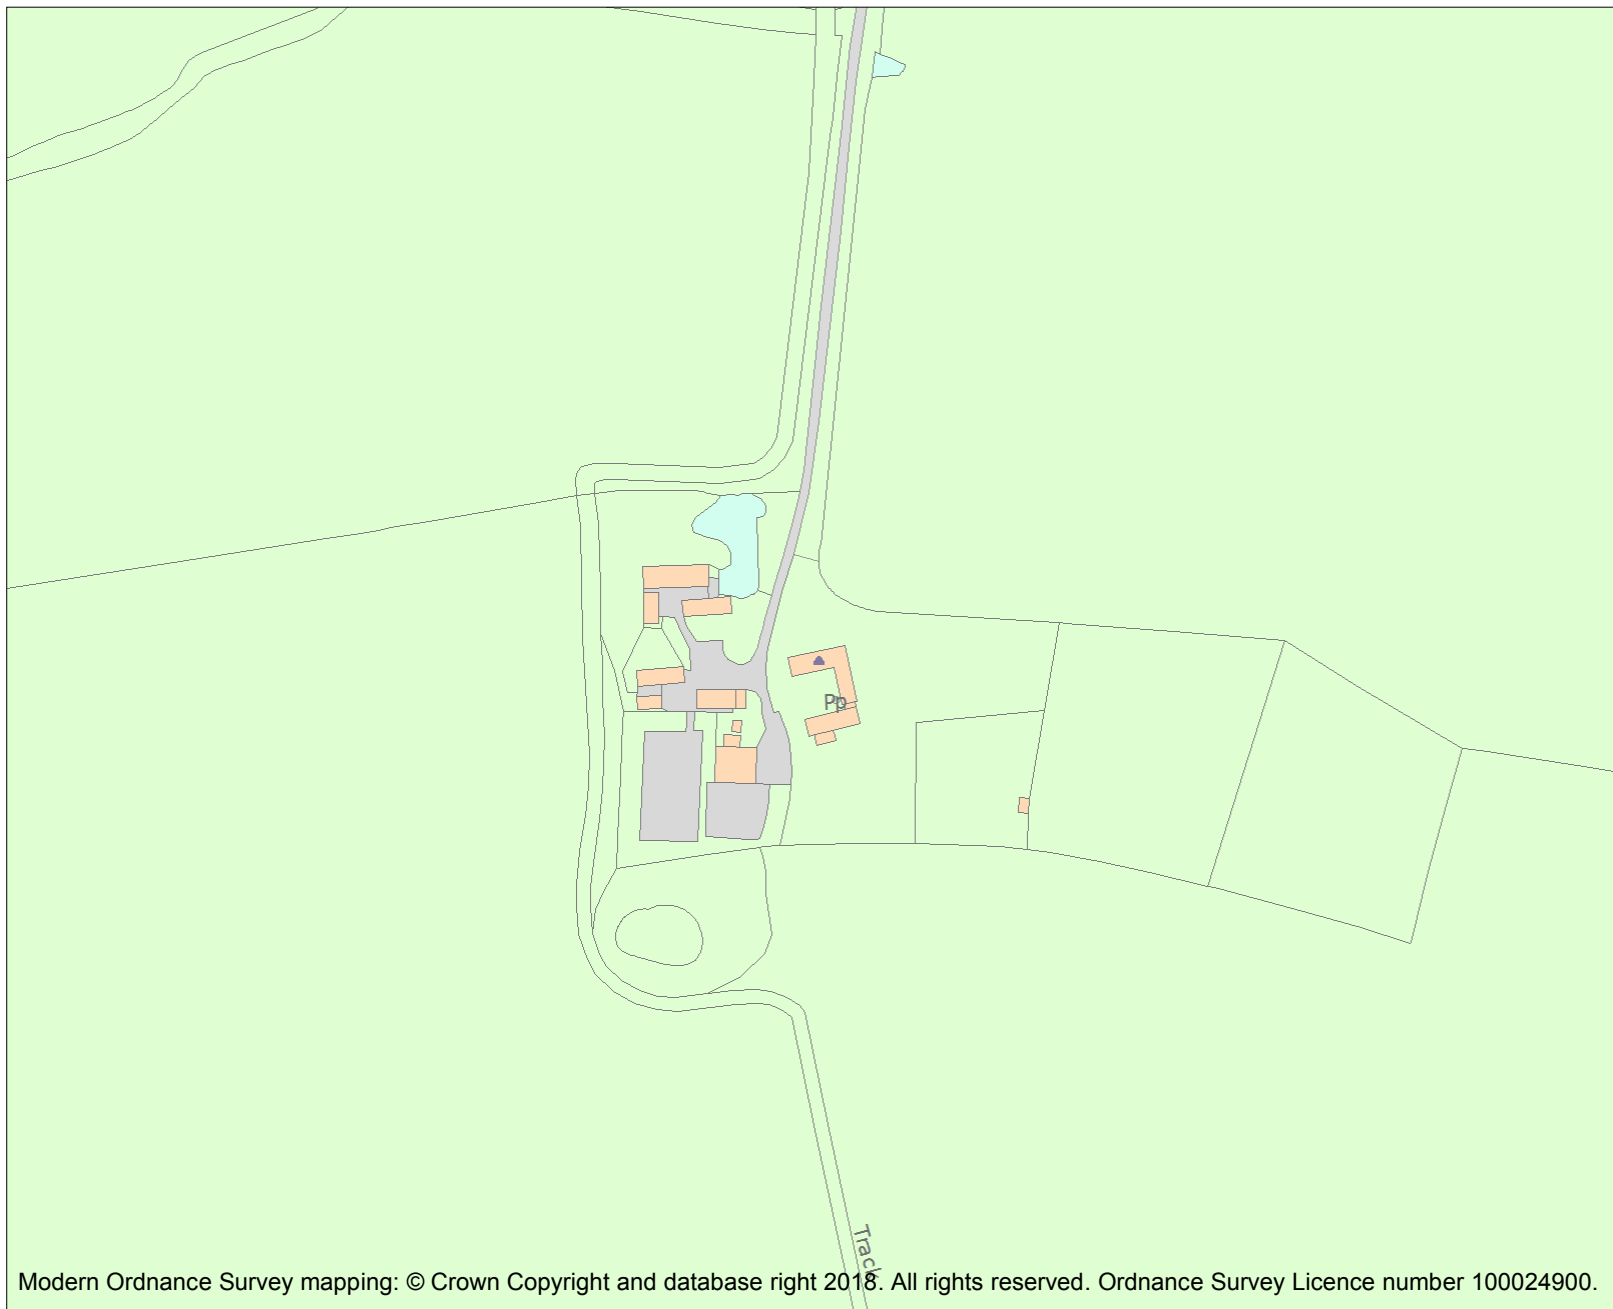 Pp
Track
Modern Ordnance Survey mapping: © Crown Copyright and database right 2018. All rights reserved. Ordnance Survey Licence number 100024900.